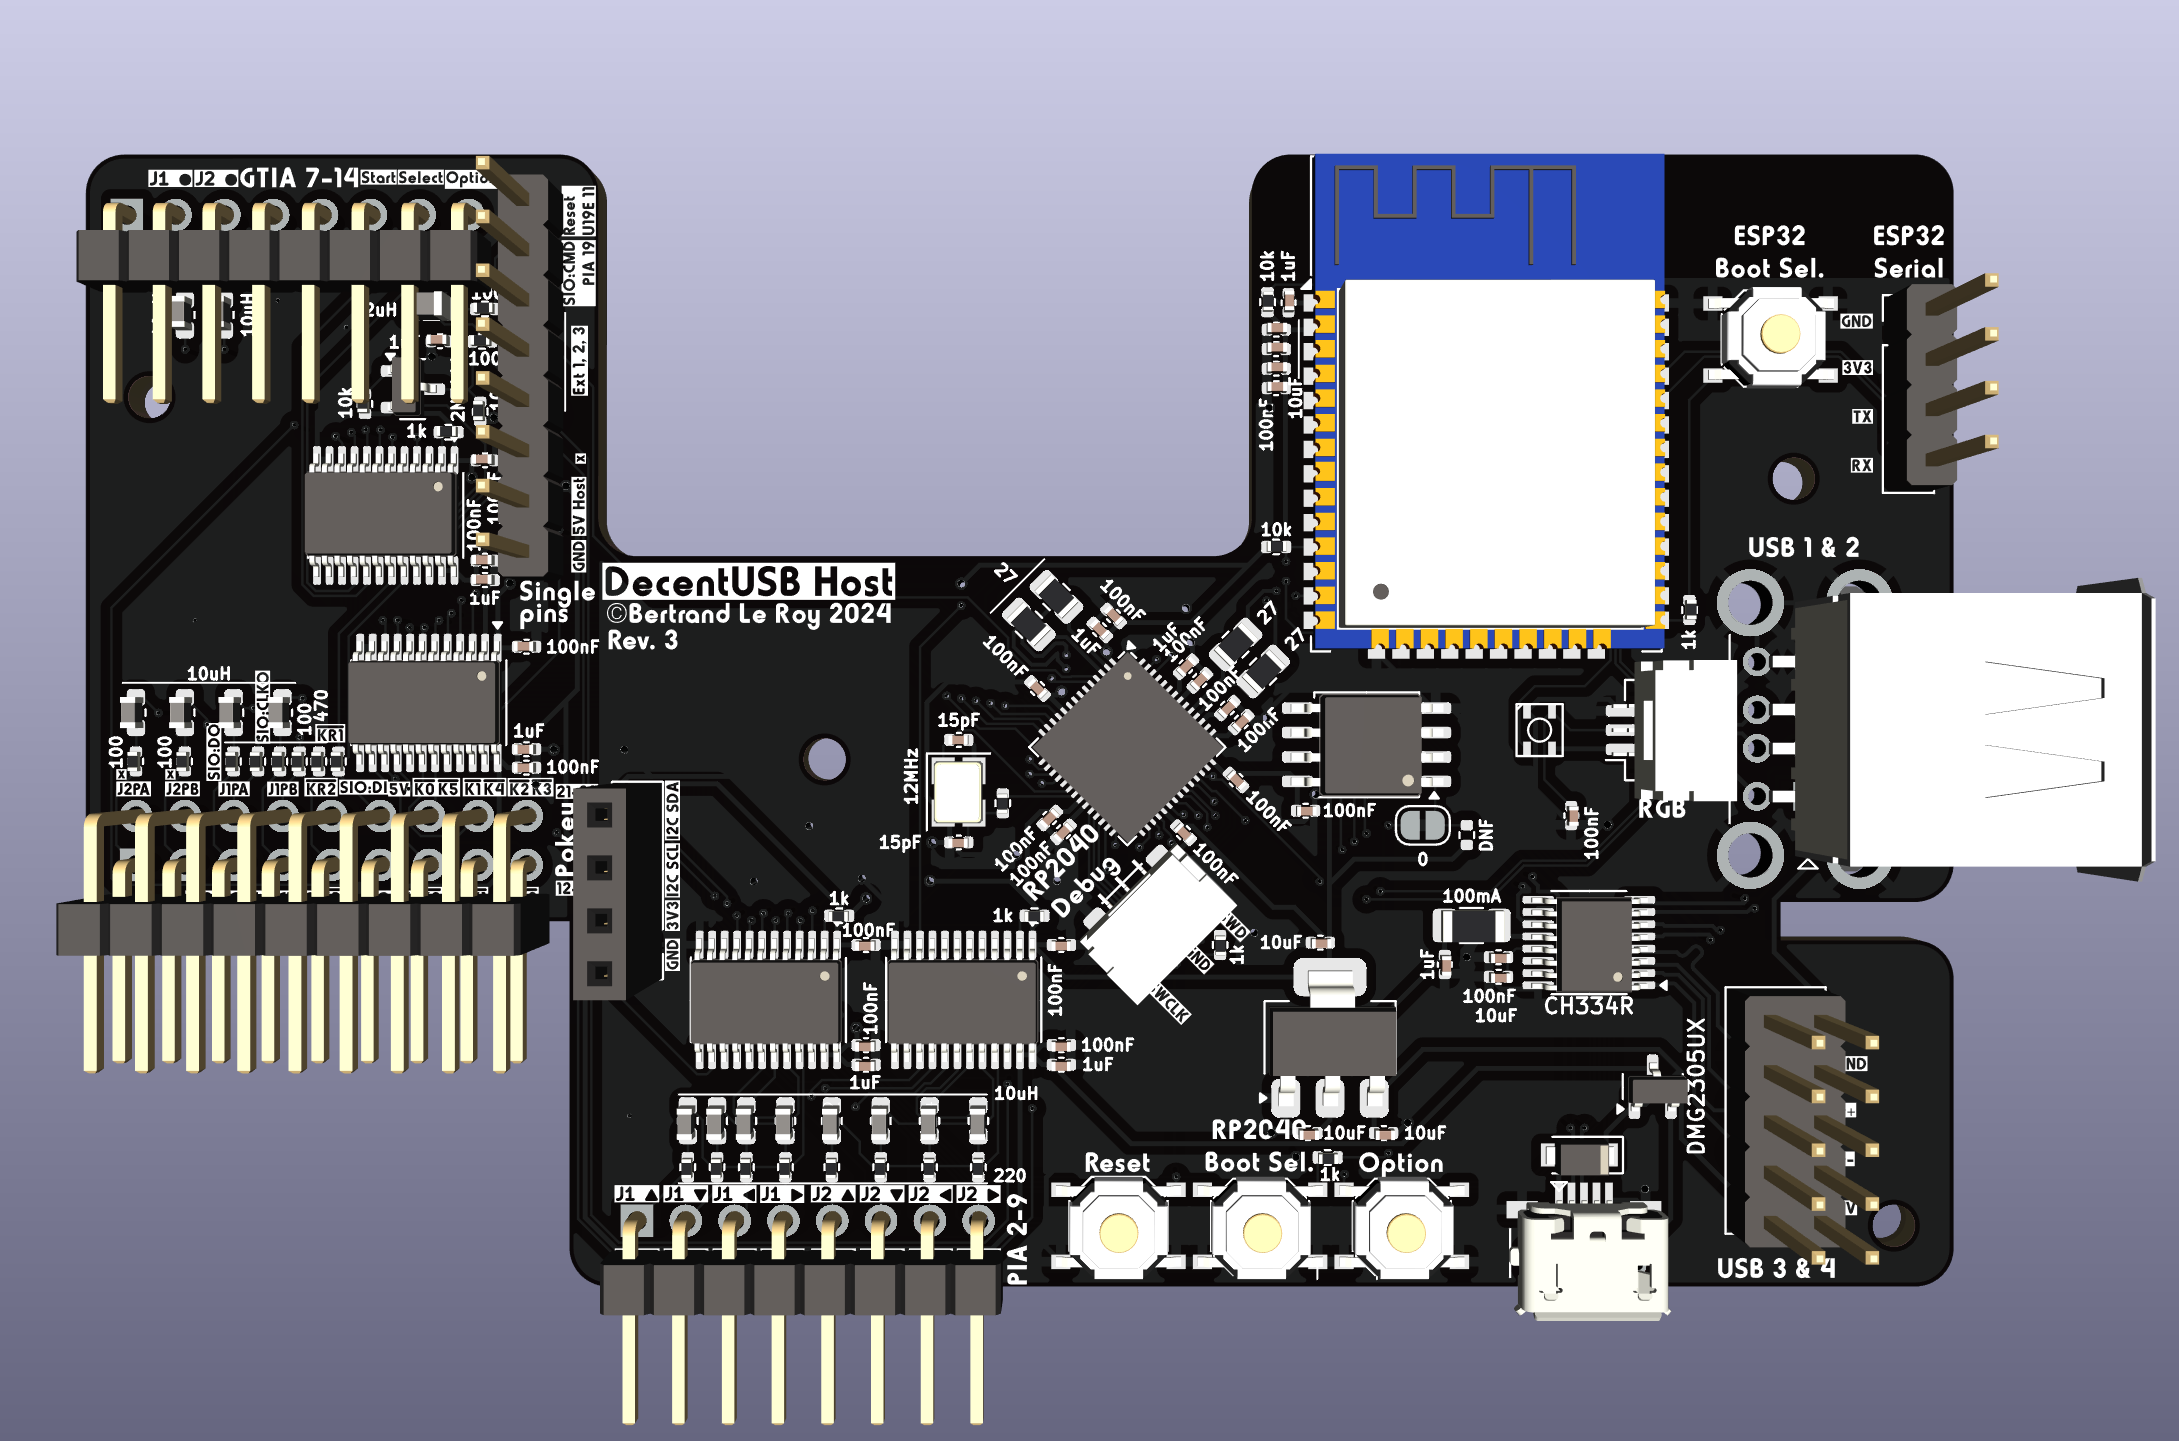 J1 ● J2 ● GTIA 7-14 Start Select
Reset
U19E 11
SIO:CMD
PIA 19
Ext 1, 2, 3
x
5V Host
GND
10uH
2uH
10k
1k
100nF
1uF
Single
pins
100nF
10uH
SIO:CLKO
100
470
KR1
SIO:DO
100
100
x
x
1uF
100nF
J2PA J2PB J1PA J1PB KR2 SIO:DI 5V K0 K5 K1 K4 K2 K3
GND 3V3 I2C SCL I2C SDA
DecentUSB Host
©Bertrand Le Roy 2024
Rev. 3
27
100nF
1uF
100nF
1uF
100nF
27
27
100nF
100nF
15pF
12MHz
15pF
100nF
100nF
RP2040
Debug
100nF
100nF
1k
1k
100nF
1k
100nF
100nF
100nF
1uF
1uF
10uH
220
J1 ▲ J1 ▼ J1 ◀ J1 ▶ J2 ▲ J2 ▼ J2 ◀ J2 ▶
PIA 2-9
10k
1uF
10uF
100nF
10k
ESP32
Boot Sel.
ESP32
Serial
GND
3V3
TX
RX
USB 1 & 2
1k
RGB
100nF
100nF
0
DNF
100mA
1uF
100nF
10uF
CH334R
10uF
DMG2305UX
RP2040
Boot Sel.
10uF
10uF
1k
Reset
Option
+
-
USB 3 & 4